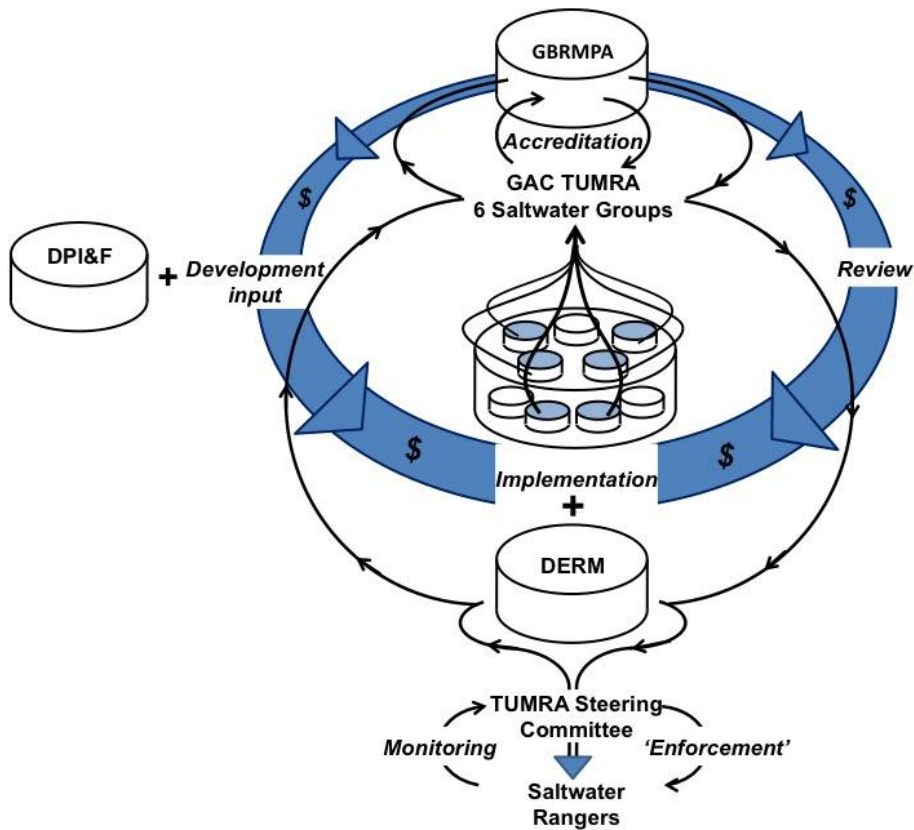 GBRMPA
Accreditation
GAC TUMRA
6 Saltwater Groups
$
$
DPI&F
+
Development
input
Review
$
$
Implementation
+
DERM
TUMRA Steering
Committee
Monitoring
'Enforcement'
Saltwater
Rangers